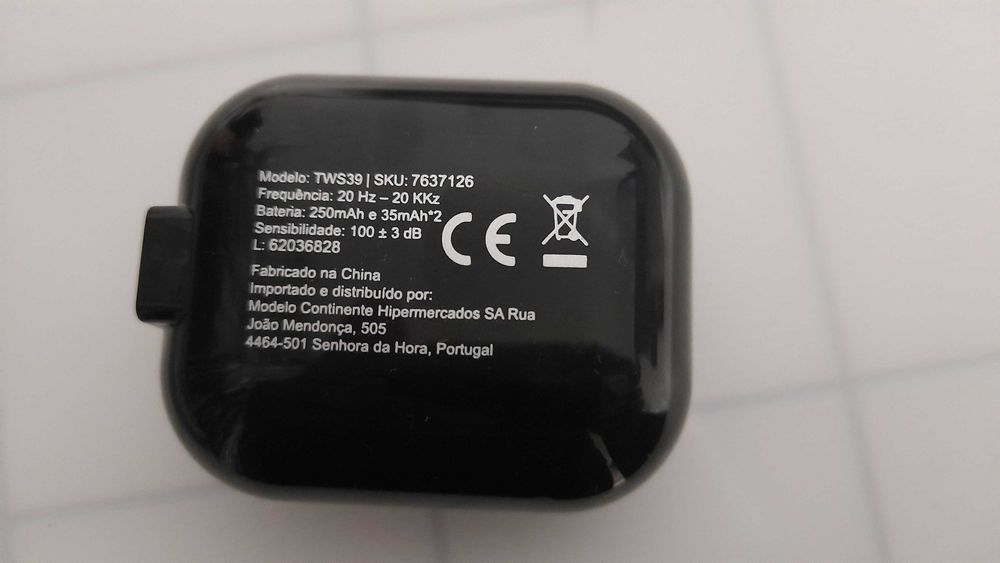 Modelo: TWS39 | SKU: 7637126
Frequência: 20 Hz – 20 KKz
Bateria: 250mAh e 35mAh*2
Sensibilidade: 100 ± 3 dB
L: 62036828
CE
Fabricado na China
Importado e distribuído por:
Modelo Continente Hipermercados SA Rua
João Mendonça, 505
4464-501 Senhora da Hora, Portugal